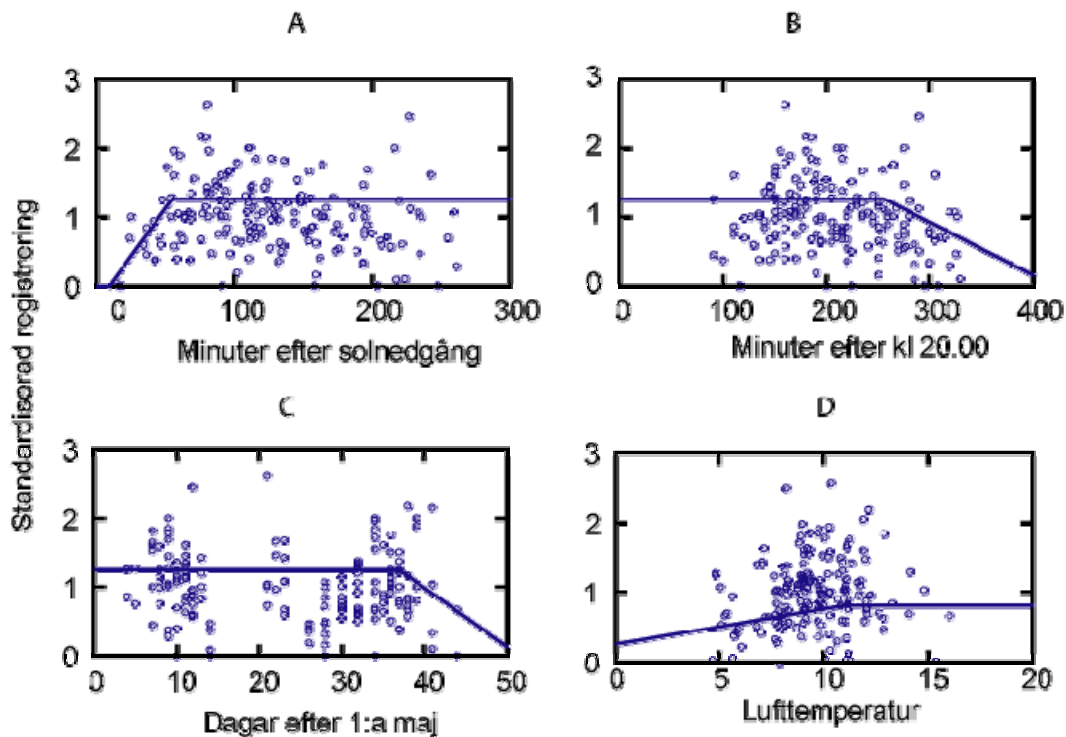 A
B
3
2
1
0
0 100 200 300
Minuter efter solnedgång
3
2
1
0
0 100 200 300 400
Minuter efter kl 20.00
Standardisorad registroring
C
D
3
2
1
0
0 10 20 30 40 50
Dagar efter 1:a maj
3
2
1
0
0 5 10 15 20
Lufttemperatur